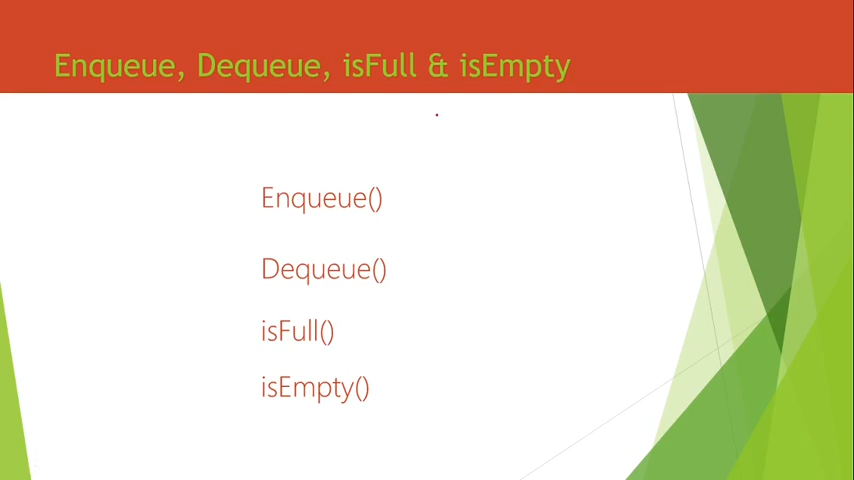 Enqueue, Dequeue, isFull & isEmpty
Enqueue()
Dequeue()
isFull()
isEmpty()